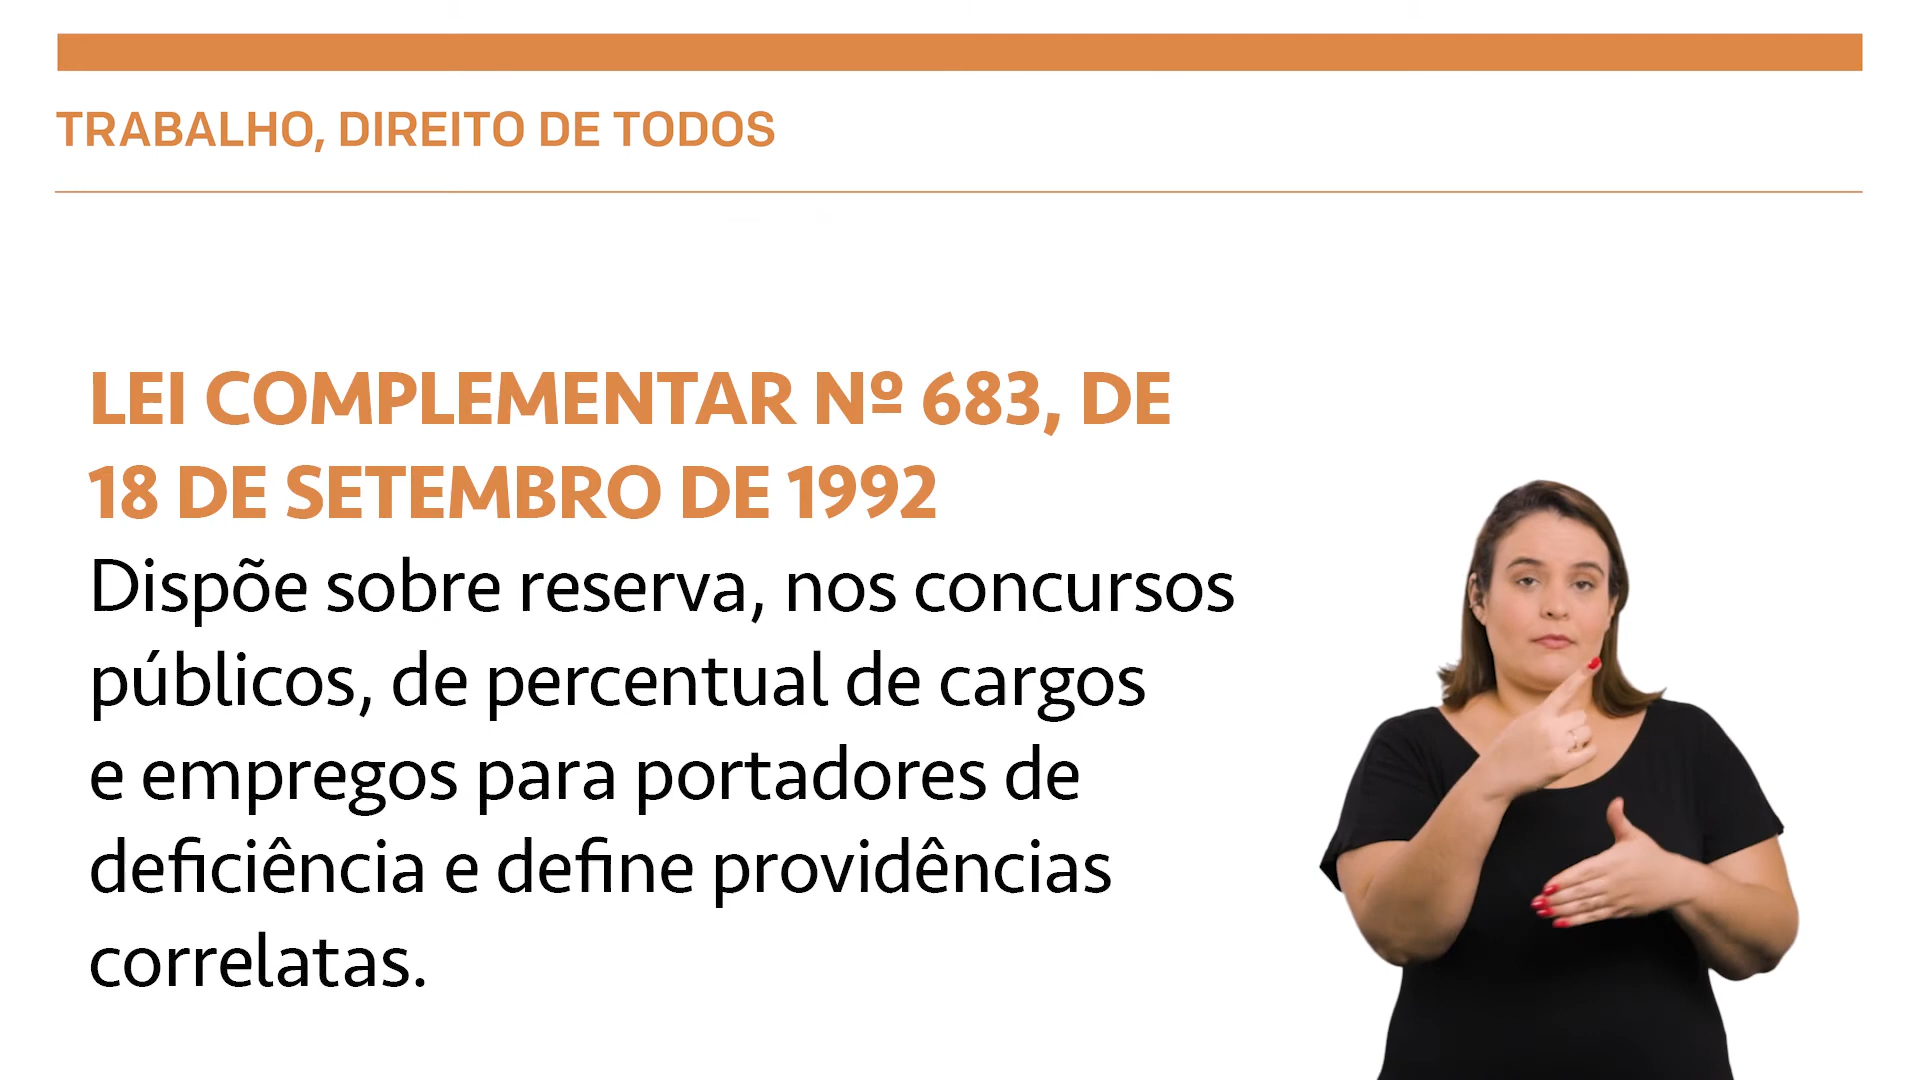 TRABALHO, DIREITO DE TODOS
LEI COMPLEMENTAR Nº 683, DE
18 DE SETEMBRO DE 1992
Dispõe sobre reserva, nos concursos
públicos, de percentual de cargos
e empregos para portadores de
deficiência e define providências
correlatas.